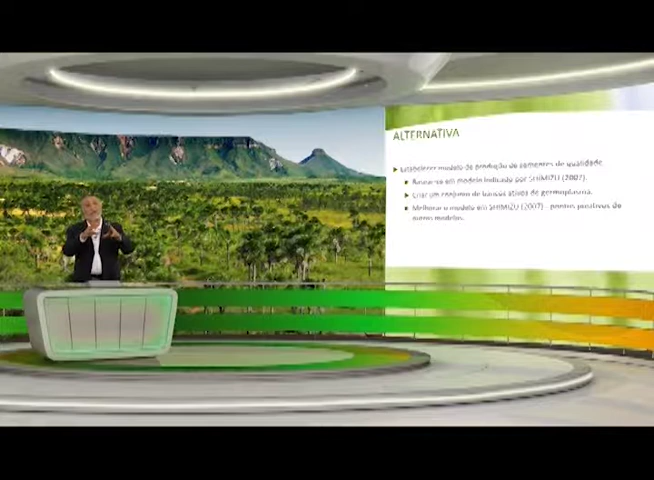 ALTERNATIVA
Estabelecer modelo de produção de sementes de qualidade.
Basear-se em modelo indicado por SHIMIZU (2007).
Criar um conjunto de bancos ativos de germoplasma.
Melhorar o modelo em SHIMIZU (2007) - pontos positivos de
outros modelos.